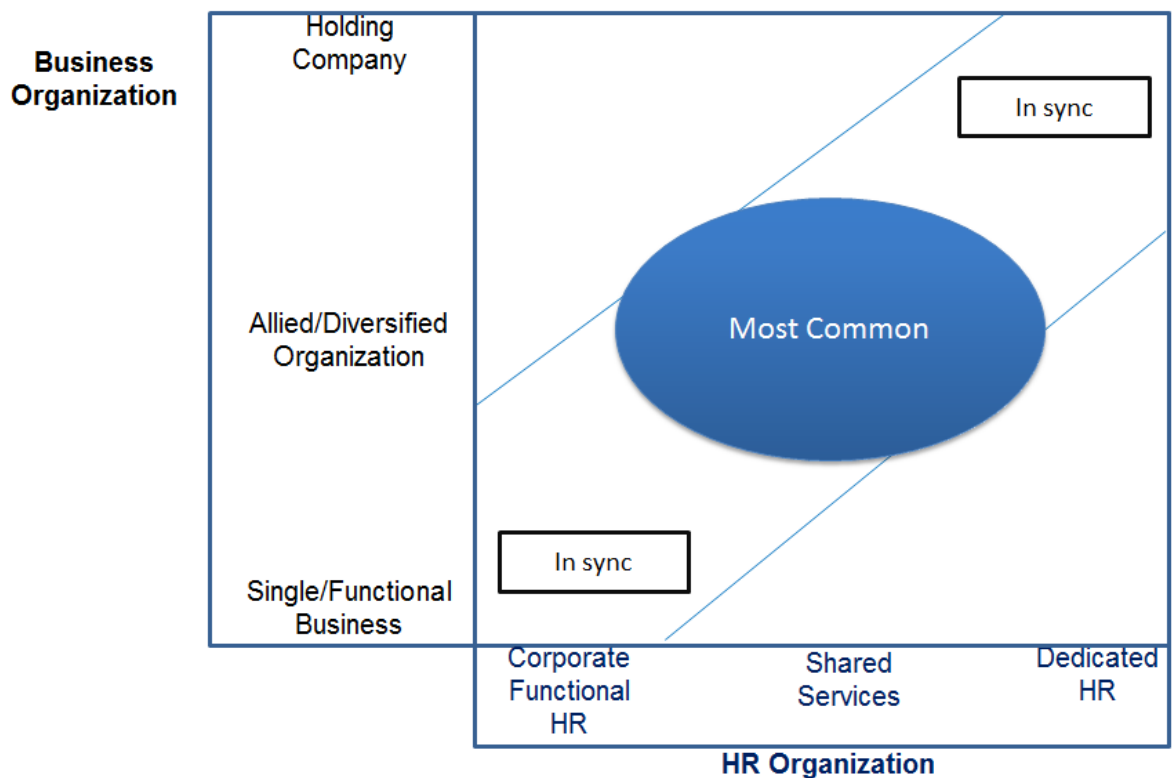 Business
Organization
Holding
Company
In sync
Allied/Diversified
Organization
Most Common
In sync
Single/Functional
Business
Corporate
Functional
HR
Shared
Services
Dedicated
HR
HR Organization